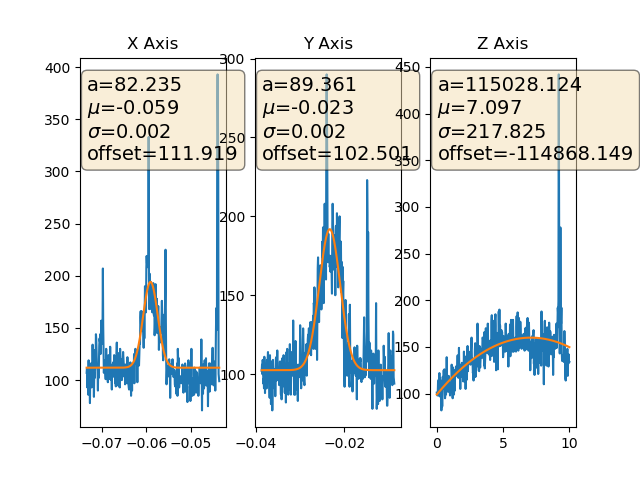 X Axis
Y Axis
Z Axis
a=82.235
μ=-0.059
σ=0.002
offset=111.919
a=89.361
μ=-0.023
σ=0.002
offset=102.501
a=115028.124
μ=7.097
σ=217.825
offset=-114868.149
400
350
300
250
200
150
100
−0.07
−0.06
−0.05
300
250
200
150
100
−0.04
−0.02
450
400
350
300
250
200
150
100
0
5
10